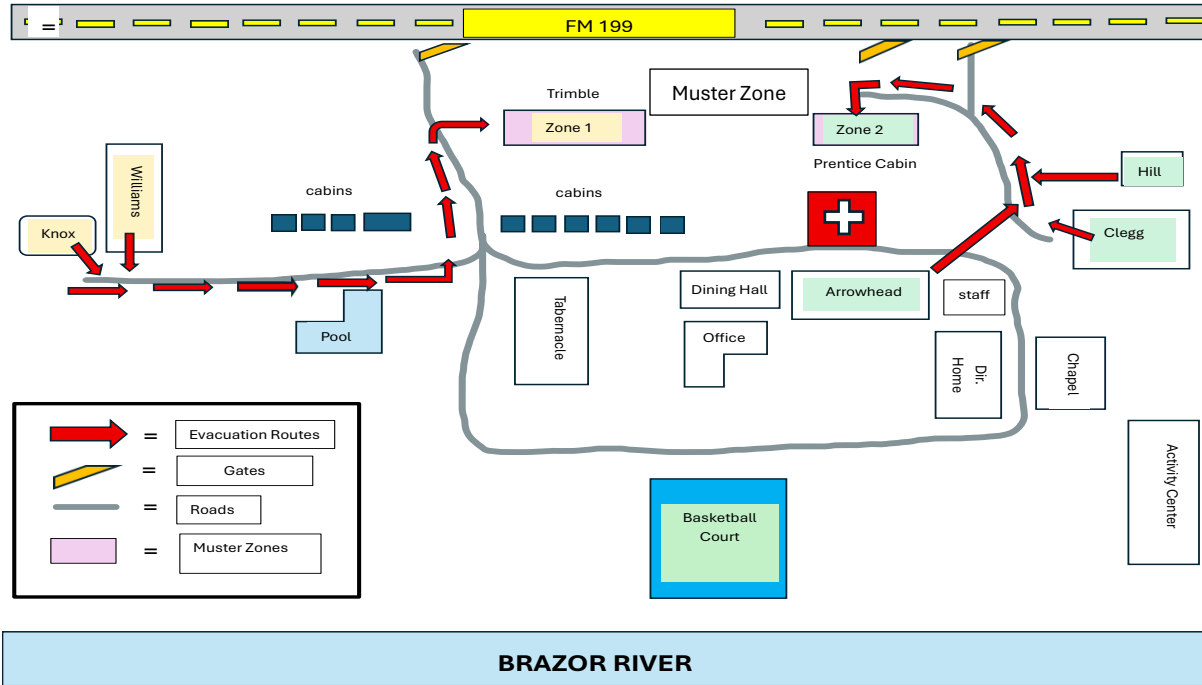 =
FM 199
Trimble
Muster Zone
Zone 1
Zone 2
Prentice Cabin
Williams
Hill
cabins
cabins
Knox
Clegg
Dining Hall
Arrowhead
staff
Tabernacle
Pool
Office
Dir.
Home
Chapel
= Evacuation Routes
= Gates
= Roads
= Muster Zones
Activity Center
Basketball
Court
BRAZOR RIVER